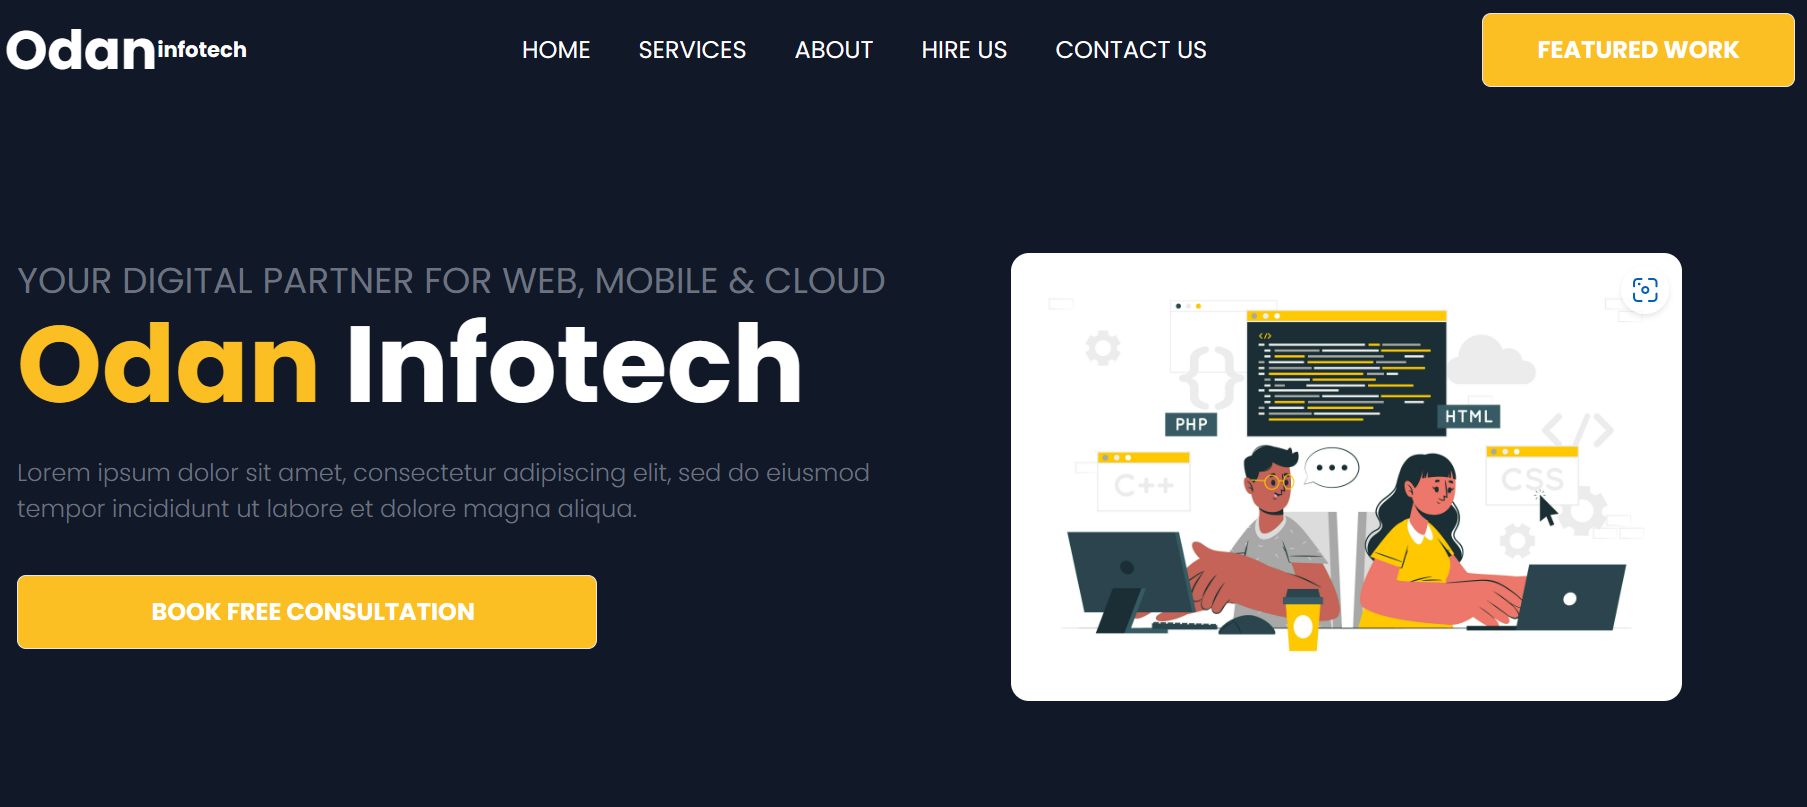 Odan infotech
HOME
SERVICES
ABOUT
HIRE US
CONTACT US
FEATURED WORK
YOUR DIGITAL PARTNER FOR WEB, MOBILE & CLOUD
Odan Infotech
Lorem ipsum dolor sit amet, consectetur adipiscing elit, sed do eiusmod
tempor incididunt ut labore et dolore magna aliqua.
BOOK FREE CONSULTATION
</>
{}
PHP
HTML
</>
C++
CSS